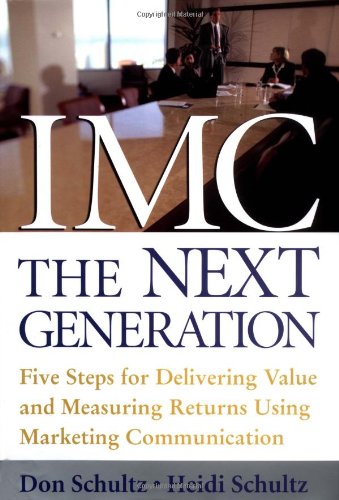 IMC
THE NEXT
GENERATION
Five Steps for Delivering Value
and Measuring Returns Using
Marketing Communication
Don Schultz Heidi Schultz